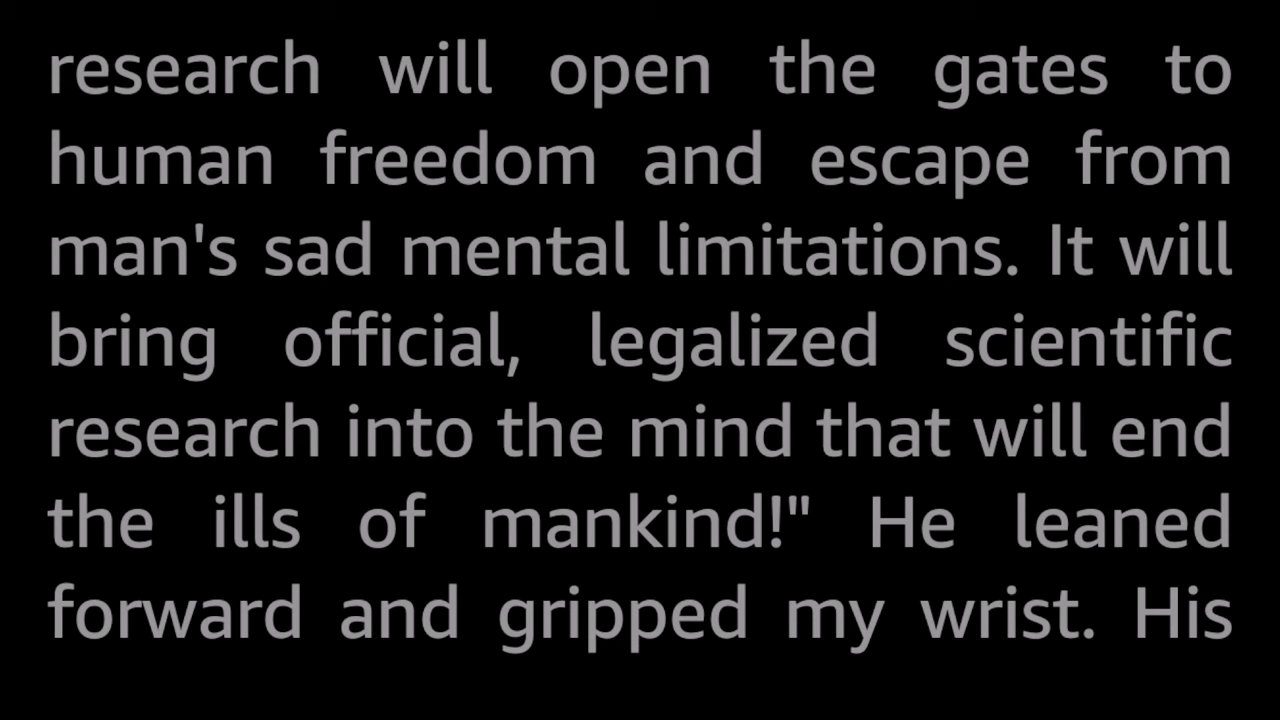 research will open the gates to
human freedom and escape from
man's sad mental limitations. It will
bring official, legalized scientific
research into the mind that will end
the ills of mankind!" He leaned
forward and gripped my wrist. His